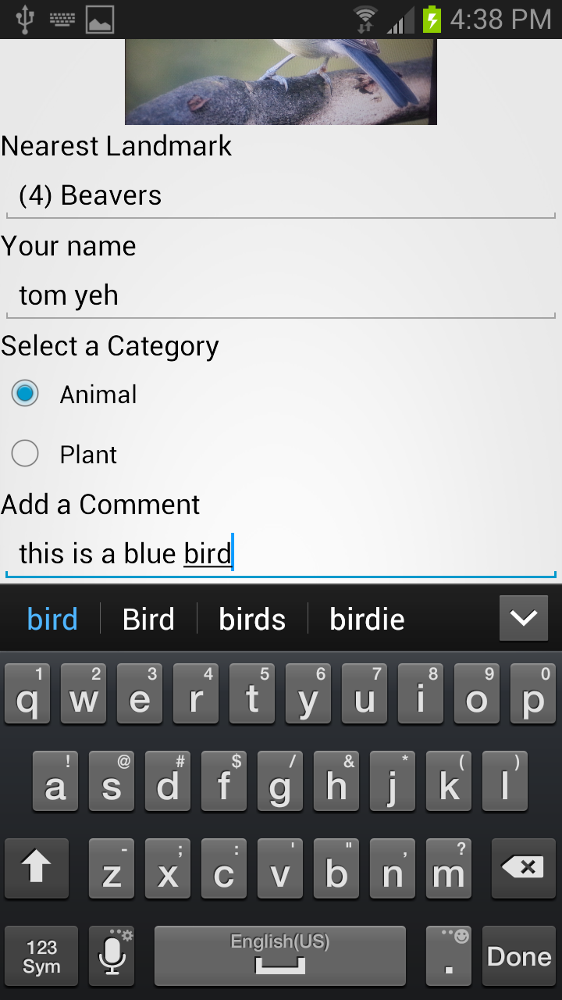 4:38 PM
Nearest Landmark
(4) Beavers
Your name
tom yeh
Select a Category
Animal
Plant
Add a Comment
this is a blue bird
bird Bird birds birdie
1 2 3 4 5 6 7 8 9 0
q w e r t y u i o p
! @ # $ / & * ( )
a s d f g h j k l
- ; : ' " , ?
z x c v b n m
123 Sym English(US) . Done